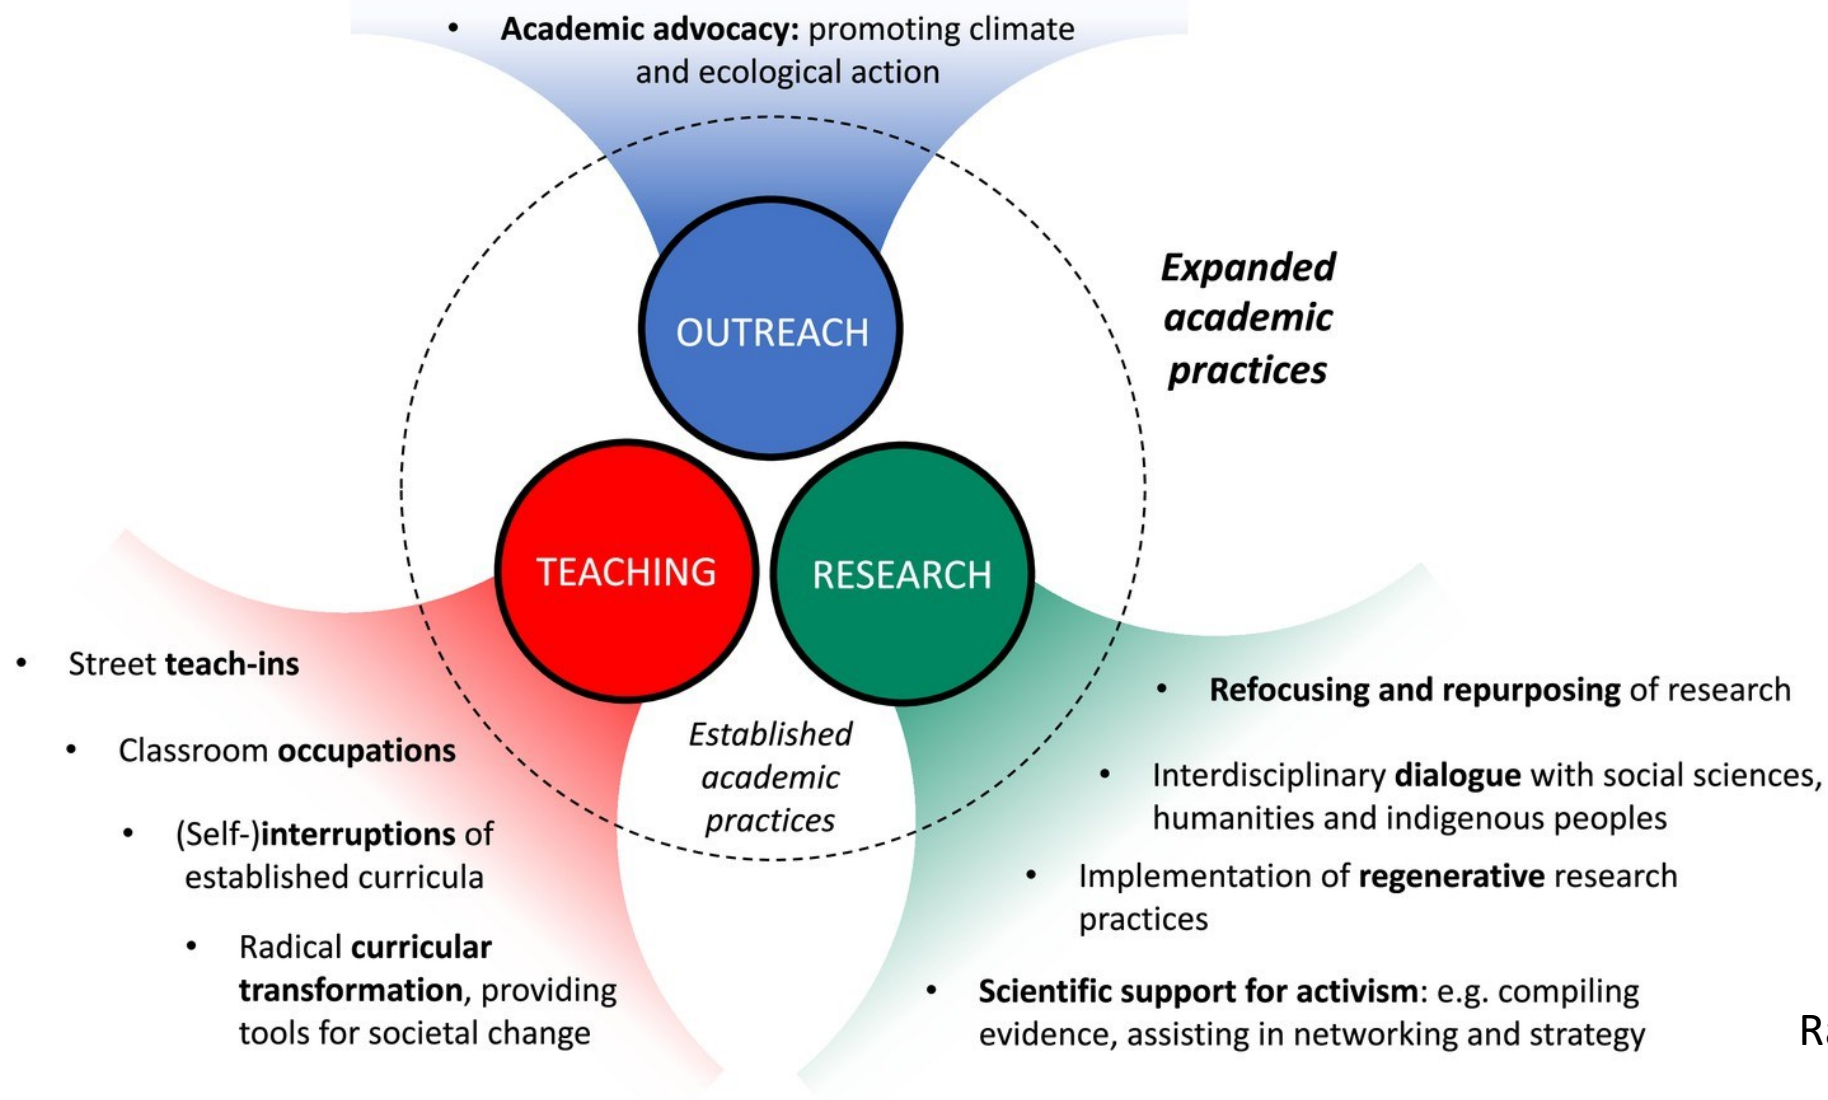 • Academic advocacy: promoting climate
and ecological action
OUTREACH
Expanded
academic
practices
TEACHING
RESEARCH
Established
academic
practices
• Street teach-ins
• Classroom occupations
• (Self-)interruptions of
established curricula
• Radical curricular
transformation, providing
tools for societal change
• Refocusing and repurposing of research
• Interdisciplinary dialogue with social sciences,
humanities and indigenous peoples
• Implementation of regenerative research
practices
• Scientific support for activism: e.g. compiling
evidence, assisting in networking and strategy